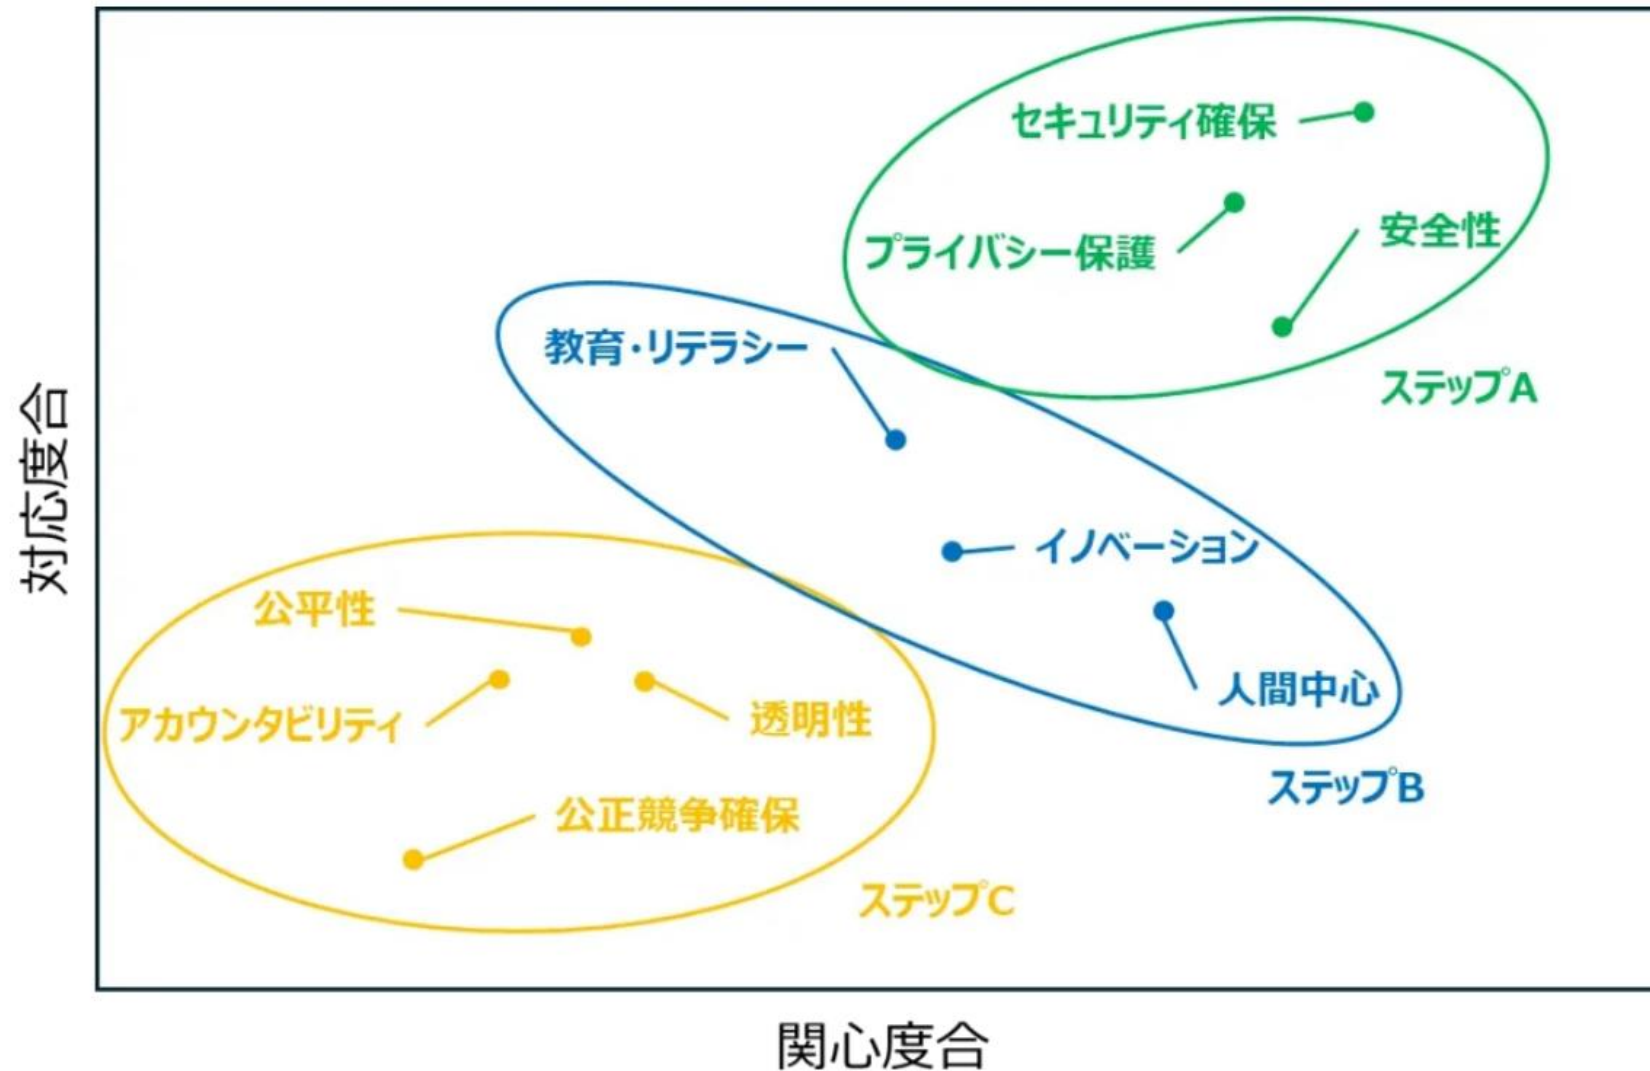 セキュリティ確保
プライバシー保護
安全性
教育・リテラシー
ステップA
対応度合
イノベーション
公平性
人間中心
アカウンタビリティ
透明性
ステップB
公正競争確保
ステップC
関心度合